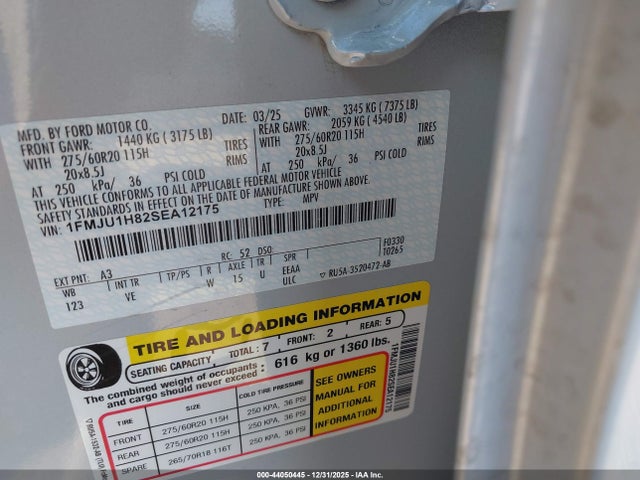 MFD. BY FORD MOTOR CO.
DATE: 03/25 GVWR: 3345 KG ( 7375 LB)
FRONT GAWR: 1440 KG ( 3175 LB) REAR GAWR: 2059 KG ( 4540 LB)
WITH 275/60R20 115H TIRES WITH 275/60R20 115H TIRES
20x8.5J RIMS 20x8.5J RIMS
AT 250 kPa/ 36 PSI COLD AT 250 kPa/ 36 PSI COLD
THIS VEHICLE CONFORMS TO ALL APPLICABLE FEDERAL MOTOR VEHICLE
SAFETY STANDARDS IN EFFECT ON THE DATE OF MANUFACTURE SHOWN ABOVE.
VIN: 1FMJU1H82SEA12175 TYPE: MPV
EXT PNT: A3 RC: 52 DSO: F0330
WB INT TR TP/PS R AXLE TR SPR T0265
123 VE W 15 U EEAA
ULC RU5A-3520472-AB
TIRE AND LOADING INFORMATION
SEATING CAPACITY TOTAL: 7 FRONT: 2 REAR: 5
The combined weight of occupants
and cargo should never exceed : 616 kg or 1360 lbs.
TIRE SIZE COLD TIRE PRESSURE
FRONT 275/60R20 115H 250 KPA, 36 PSI
REAR 275/60R20 115H 250 KPA, 36 PSI
SPARE 265/70R18 116T 250 KPA, 36 PSI
SEE OWNERS
MANUAL FOR
ADDITIONAL
INFORMATION
1FMJU1H82SEA12175
000-44050445 - 12/31/2025 - IAA Inc.